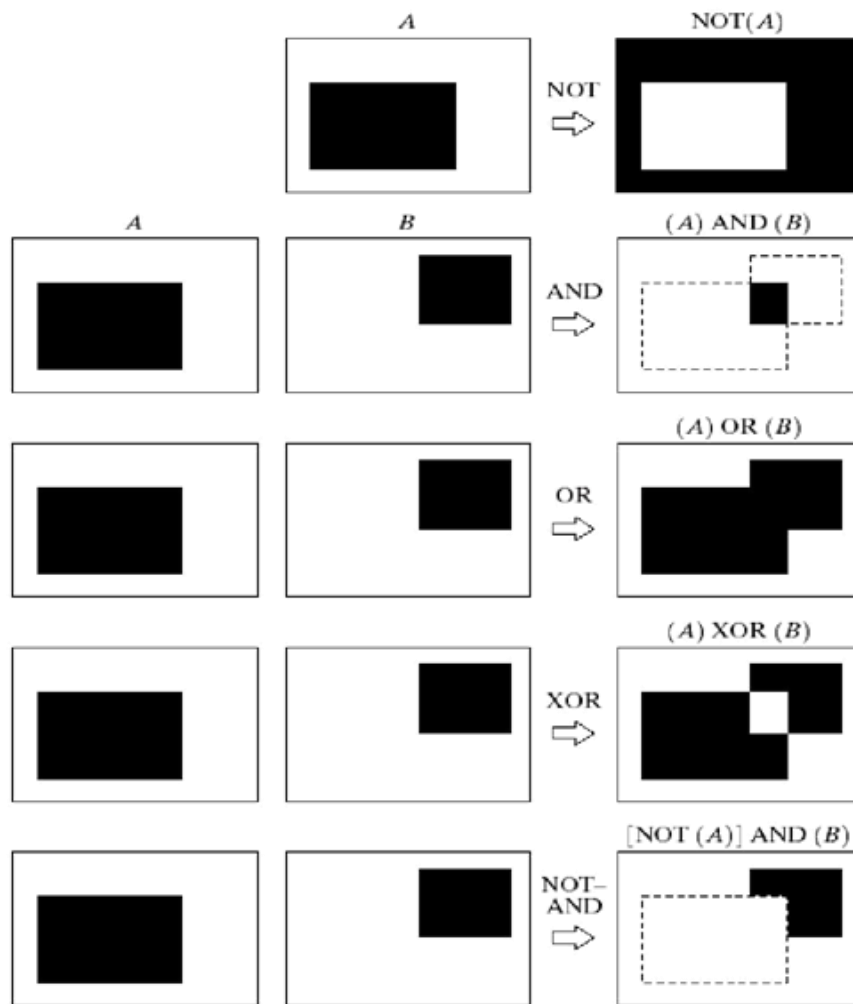 A NOT(A)
NOT
A B (A) AND (B)
AND
(A) OR (B)
OR
(A) XOR (B)
XOR
[NOT (A)] AND (B)
NOT–
AND